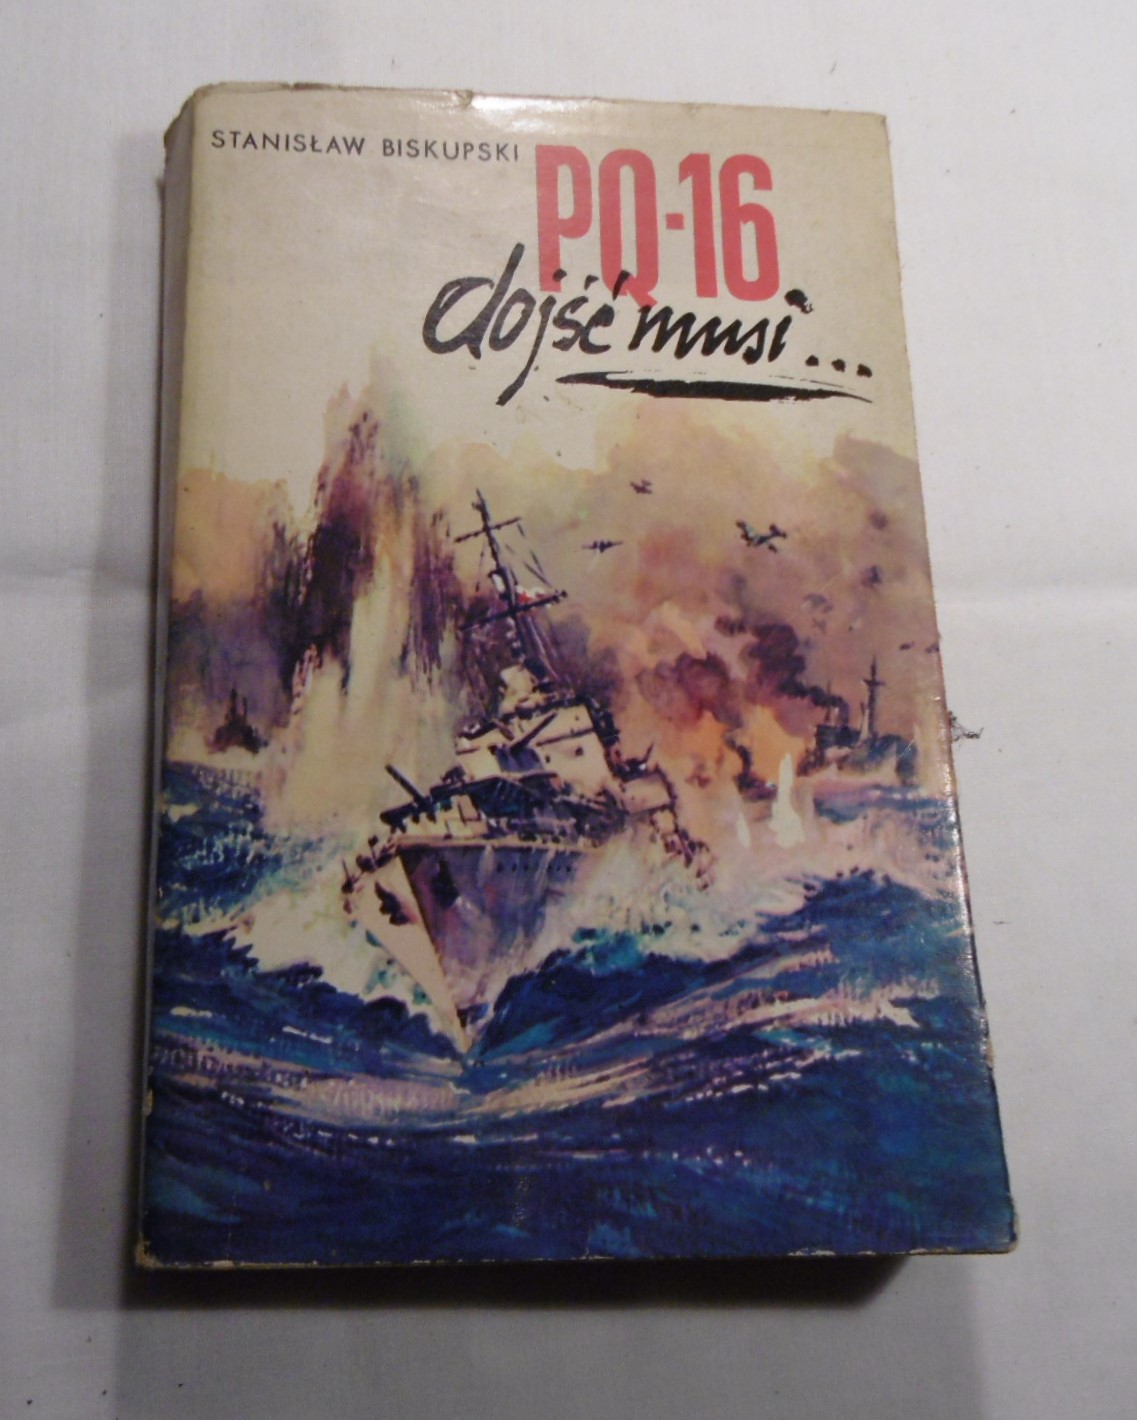 STANISŁAW BISKUPSKI
PQ-16
dojść musi...